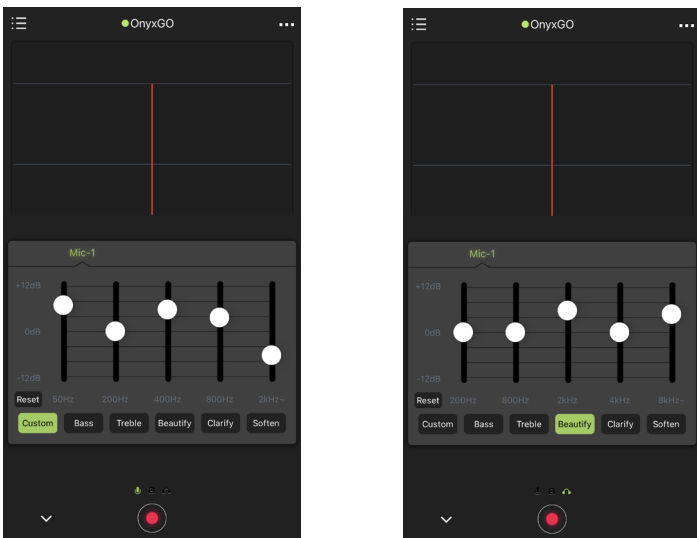 OnyxGO
Mic-1
+12dB
0dB
-12dB
Reset 50Hz 200Hz 400Hz 800Hz 2kHz~
Custom Bass Treble Beautify Clarify Soften
OnyxGO
Mic-1
+12dB
0dB
-12dB
Reset 200Hz 800Hz 2kHz 4kHz 8kHz~
Custom Bass Treble Beautify Clarify Soften